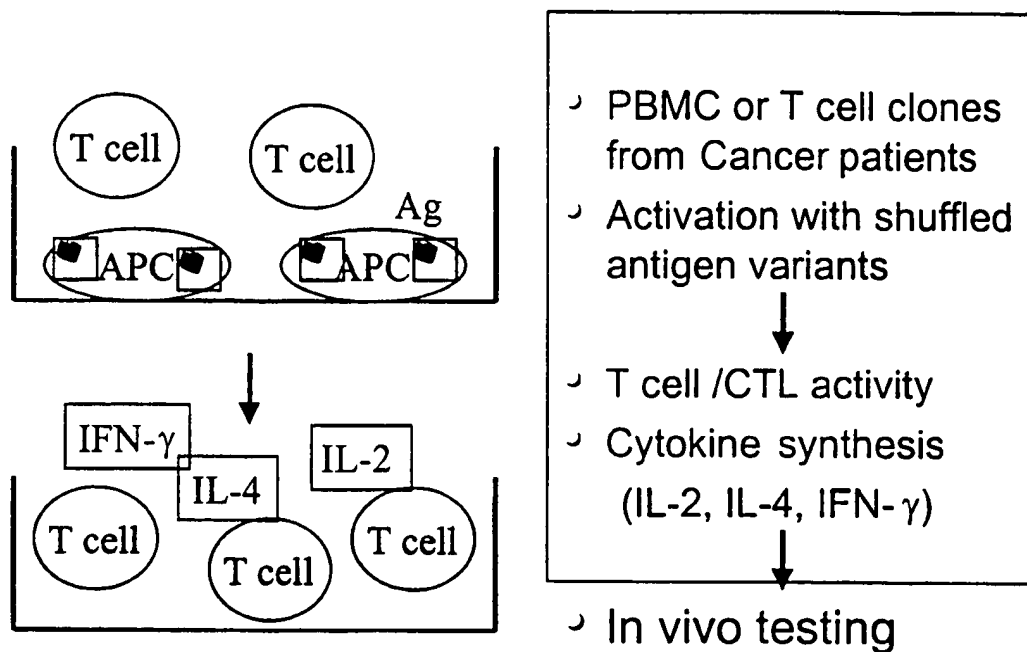 T cell
T cell
Ag
APC
APC
IFN-γ
IL-4
IL-2
T cell
T cell
T cell
PBMC or T cell clones
from Cancer patients
Activation with shuffled
antigen variants
T cell /CTL activity
Cytokine synthesis
(IL-2, IL-4, IFN- γ)
In vivo testing